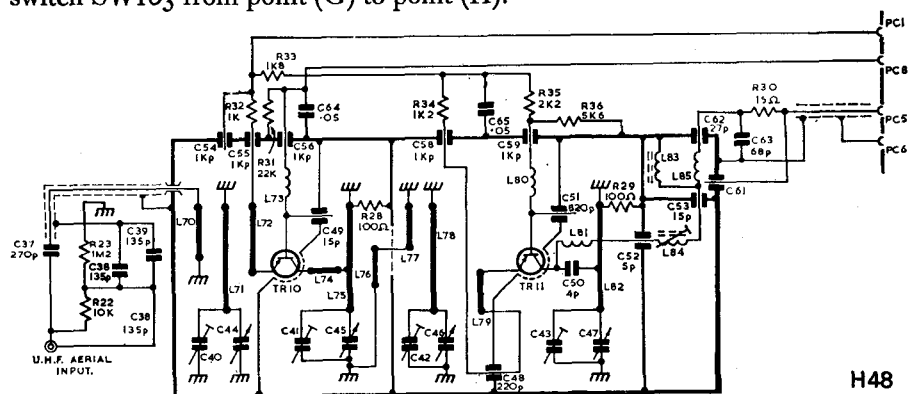 switch SW103 from point (G) to point (H).
PC1
PC8
PC5
PC6
R33
1K8
R32
1K
C64
.05
R31
22K
C54
1Kp
C55
1Kp
C56
1Kp
R34
1K2
C58
1Kp
C65
.05
C59
1Kp
R35
2K2
R36
5K6
C62
27p
R30
15Ω
C63
68p
L83
L85
C61
C53
15p
L70
L71
L72
L73
C49
15p
R28
100Ω
L74
L75
L76
L77
L78
TR10
L79
L80
C51
820p
L81
C50
4p
L82
R29
100Ω
C52
5p
L84
TR11
C37
270p
R23
1M2
C39
135p
C38
135p
R22
10K
C38
135p
U.H.F. AERIAL
INPUT.
C40
C44
C41
C45
C42
C46
C43
C47
C48
220p
H48